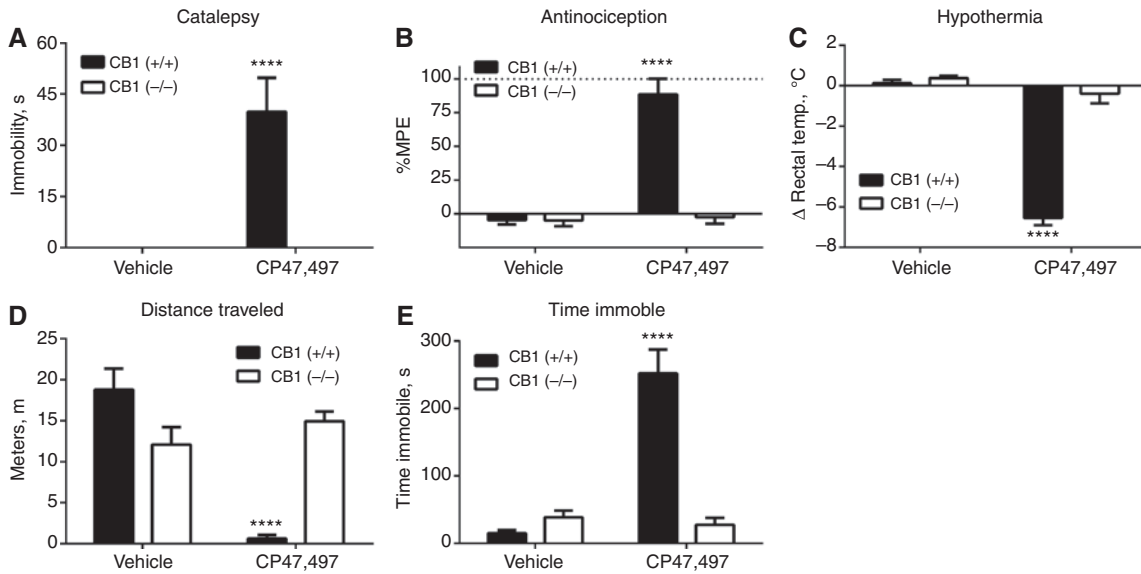 Catalepsy
A
60
45
30
15
0
Immobility, s
CB1 (+/+)
CB1 (–/–)
****
Vehicle
CP47,497
Antinociception
B
100
75
50
25
0
%MPE
CB1 (+/+)
CB1 (–/–)
****
Vehicle
CP47,497
Hypothermia
C
2
0
–2
–4
–6
–8
Δ Rectal temp., °C
CB1 (+/+)
CB1 (–/–)
****
Vehicle
CP47,497
Distance traveled
D
25
20
15
10
5
0
Meters, m
CB1 (+/+)
CB1 (–/–)
****
Vehicle
CP47,497
Time immoble
E
300
200
100
0
Time immobile, s
CB1 (+/+)
CB1 (–/–)
****
Vehicle
CP47,497